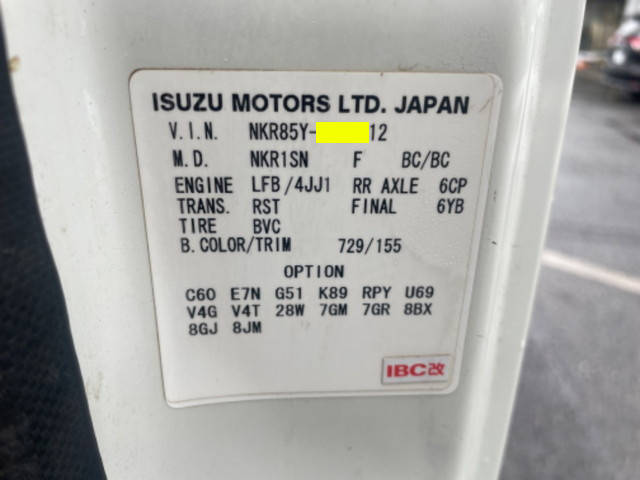 ISUZU MOTORS LTD. JAPAN
V.I.N. NKR85Y-12
M.D. NKR1SN F BC/BC
ENGINE LFB/4JJ1 RR AXLE 6CP
TRANS. RST FINAL 6YB
TIRE BVC
B.COLOR/TRIM 729/155
OPTION
C60 E7N G51 K89 RPY U69
V4G V4T 28W 7GM 7GR 8BX
8GJ 8JM
IBC改